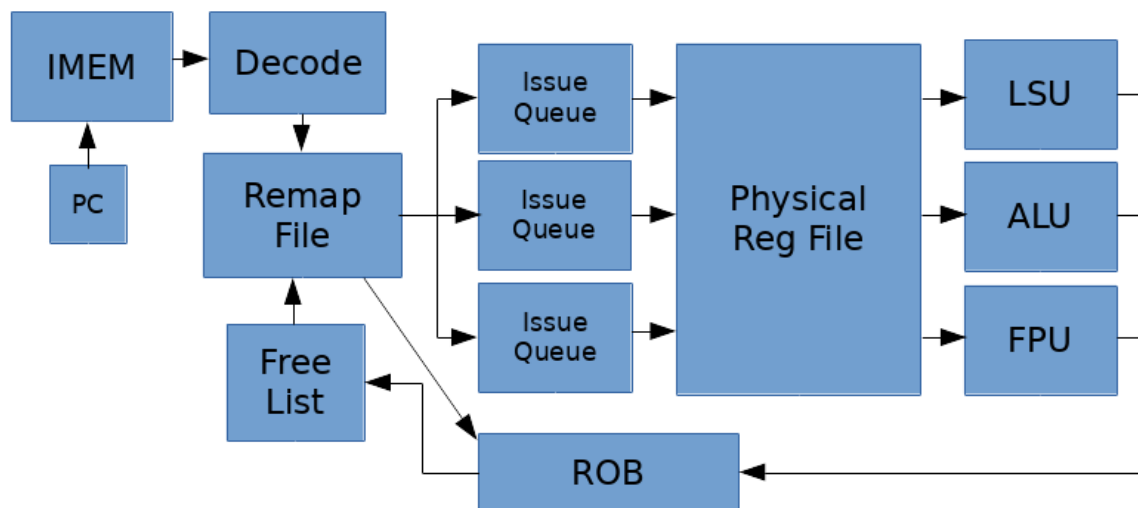 IMEM
Decode
PC
Remap
File
Free
List
Issue
Queue
Issue
Queue
Issue
Queue
Physical
Reg File
LSU
ALU
FPU
ROB